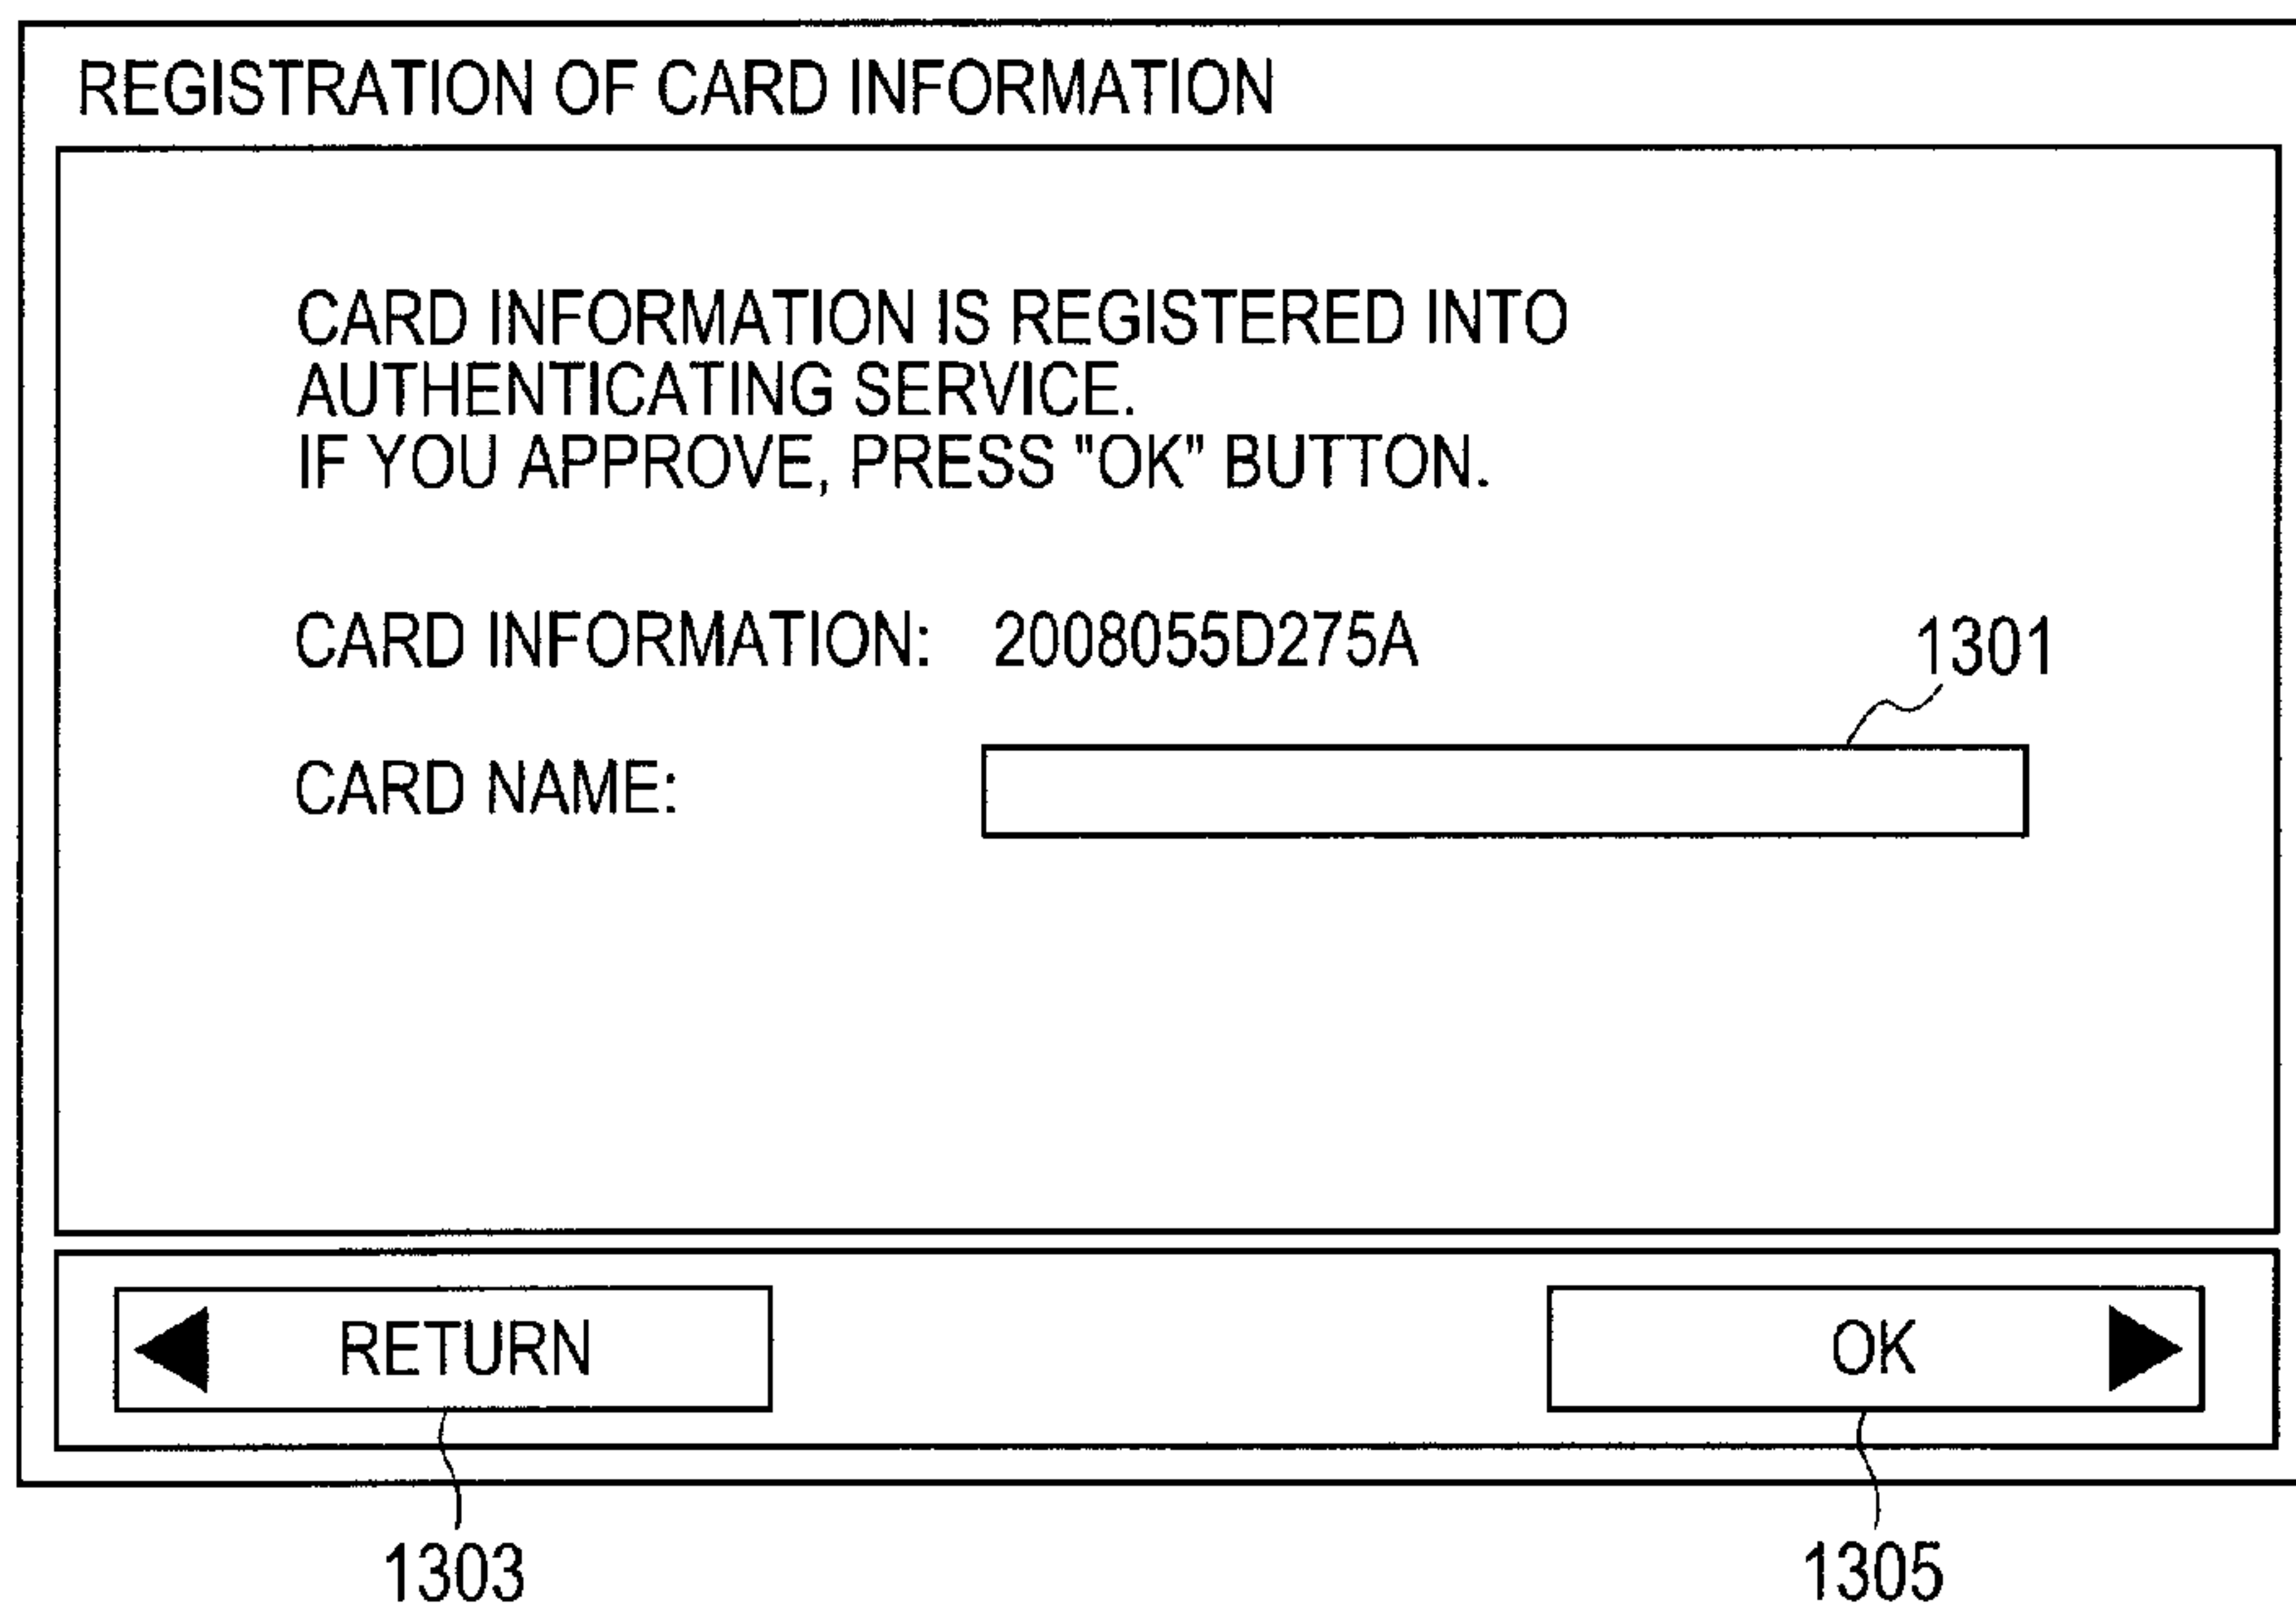 REGISTRATION OF CARD INFORMATION
CARD INFORMATION IS REGISTERED INTO
AUTHENTICATING SERVICE.
IF YOU APPROVE, PRESS "OK" BUTTON.
CARD INFORMATION: 2008055D275A
1301
CARD NAME:
RETURN
OK
1303
1305